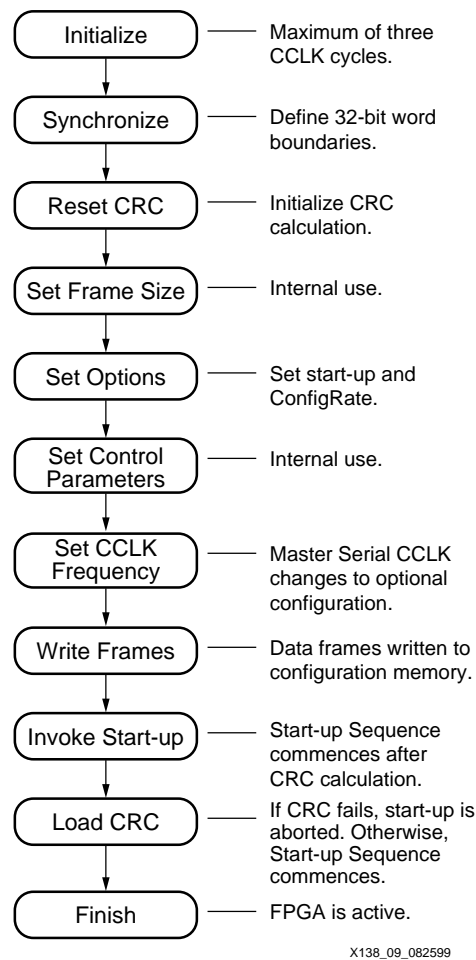 Initialize
Maximum of three
CCLK cycles.
Synchronize
Define 32-bit word
boundaries.
Reset CRC
Initialize CRC
calculation.
Set Frame Size
Internal use.
Set Options
Set start-up and
ConfigRate.
Set Control
Parameters
Internal use.
Set CCLK
Frequency
Master Serial CCLK
changes to optional
configuration.
Write Frames
Data frames written to
configuration memory.
Invoke Start-up
Start-up Sequence
commences after
CRC calculation.
Load CRC
If CRC fails, start-up is
aborted. Otherwise,
Start-up Sequence
commences.
Finish
FPGA is active.
X138_09_082599